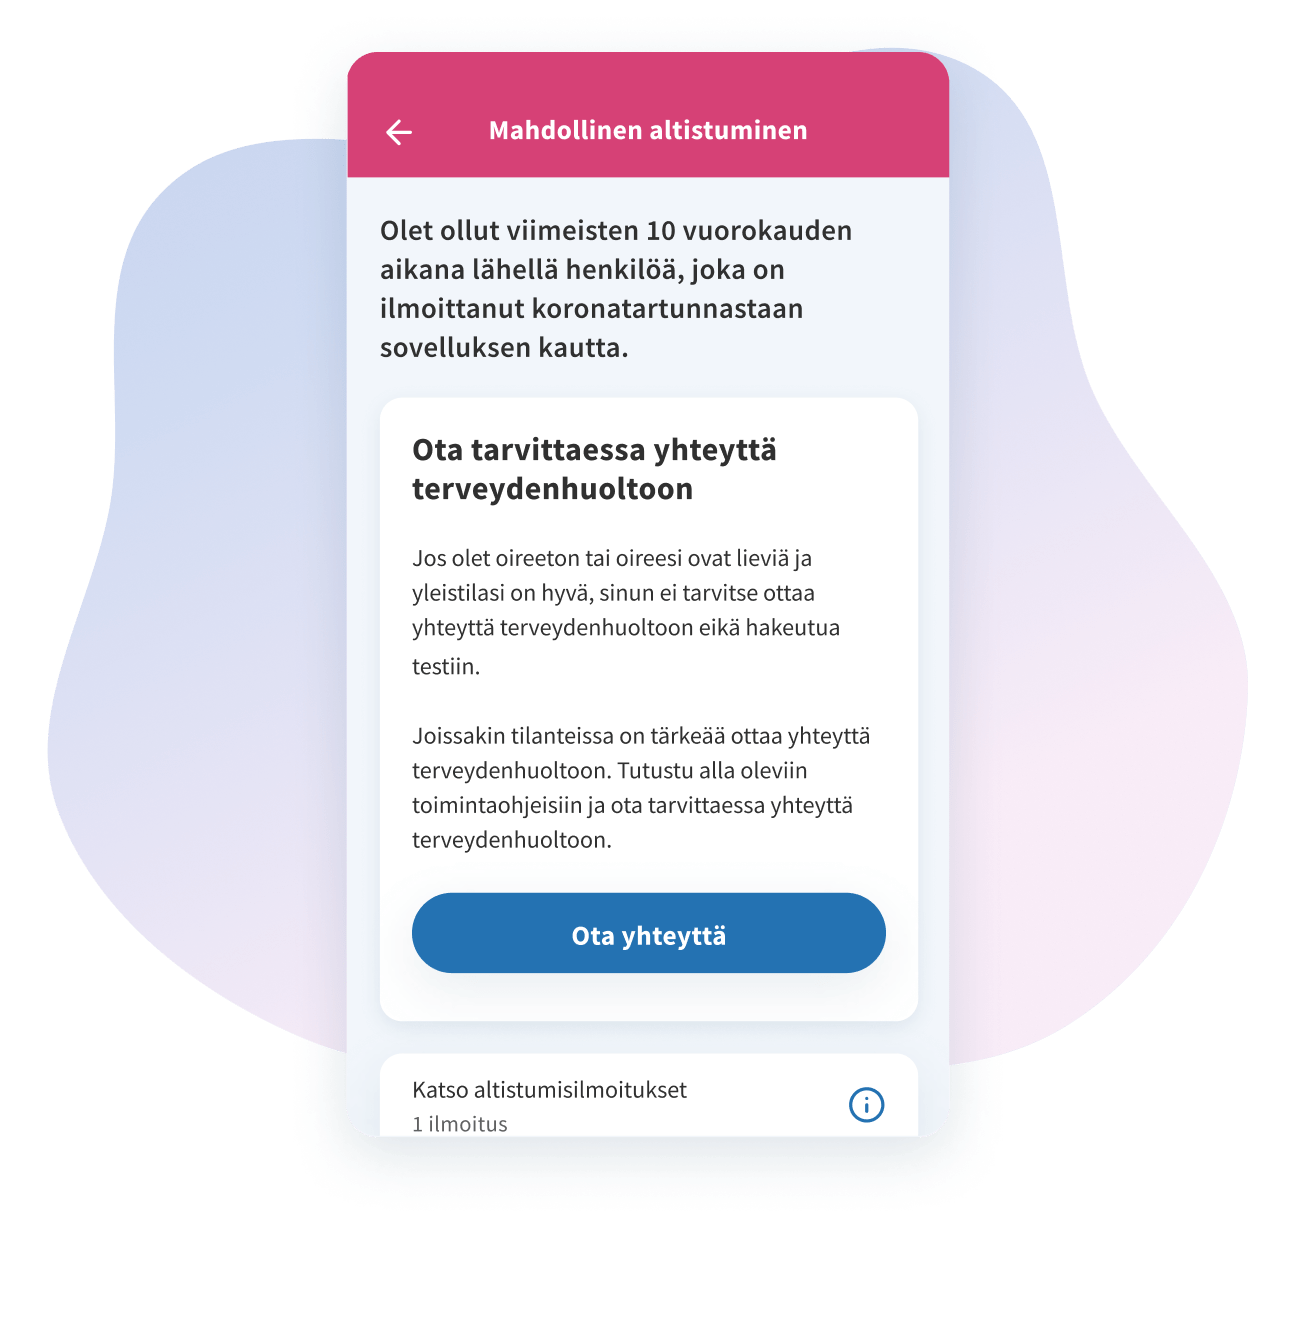 Mahdollinen altistuminen
Olet ollut viimeisten 10 vuorokauden
aikana lähellä henkilöä, joka on
ilmoittanut koronatartunnastaan
sovelluksen kautta.
Ota tarvittaessa yhteyttä
terveydenhuoltoon
Jos olet oireeton tai oireesi ovat lieviä ja
yleistilasi on hyvä, sinun ei tarvitse ottaa
yhteyttä terveydenhuoltoon eikä hakeutua
testiin.
Joissakin tilanteissa on tärkeää ottaa yhteyttä
terveydenhuoltoon. Tutustu alla oleviin
toimintaohjeisiin ja ota tarvittaessa yhteyttä
terveydenhuoltoon.
Ota yhteyttä
Katso altistumisilmoitukset
1 ilmoitus